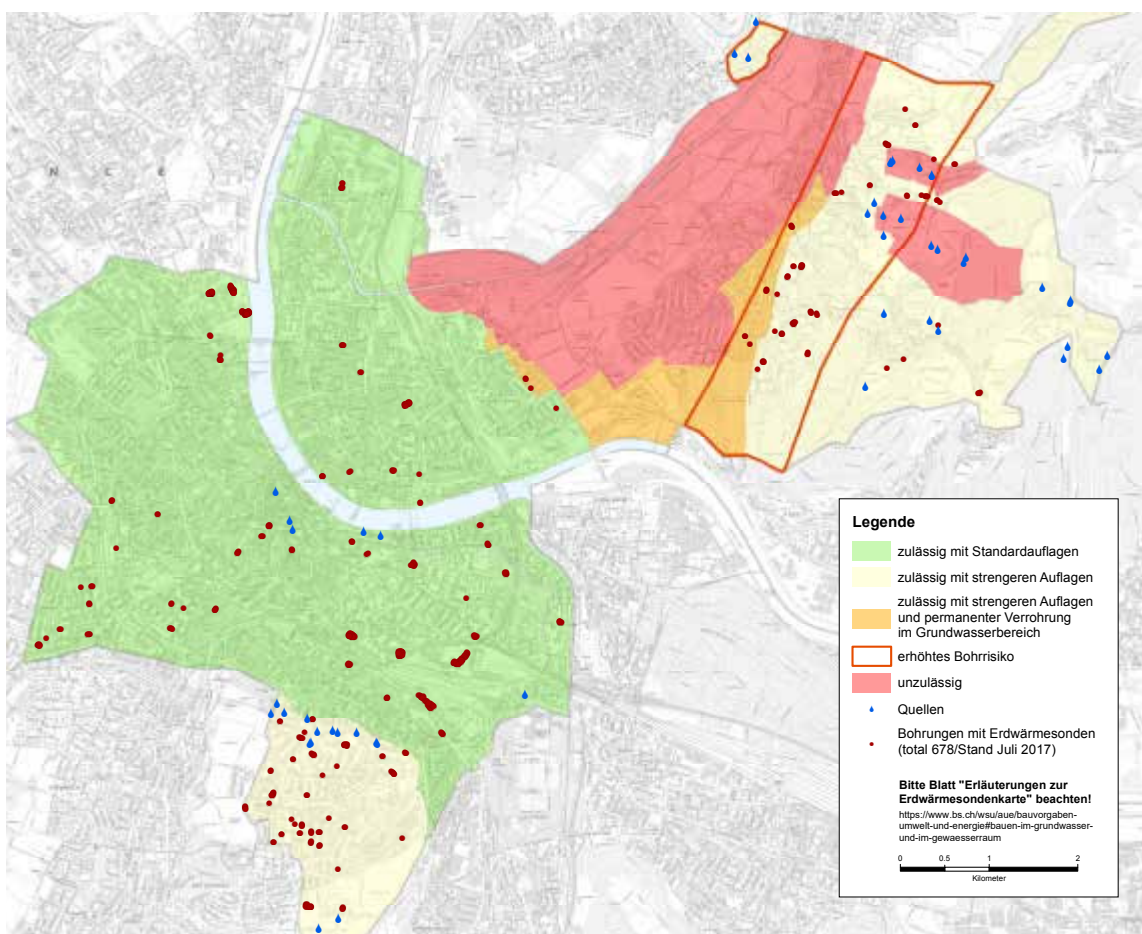 N
Legende
zulässig mit Standardauflagen
zulässig mit strengeren Auflagen
zulässig mit strengeren Auflagen
und permanenter Verrohrung
im Grundwasserbereich
erhöhtes Bohrrisiko
unzulässig
Quellen
Bohrungen mit Erdwärmesonden
(total 678/Stand Juli 2017)
Bitte Blatt "Erläuterungen zur
Erdwärmesondenkarte" beachten!
https://www.bs.ch/wsu/aue/bauvorgaben-
umwelt-und-energie#bauen-im-grundwasser-
und-im-gewaesserraum
0 0.5 1 2
Kilometer